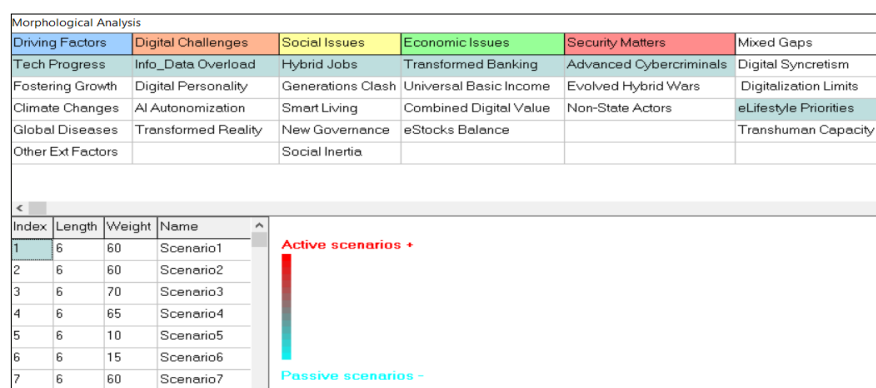 Morphological Analysis
Driving Factors Digital Challenges Social Issues Economic Issues Security Matters Mixed Gaps
Tech Progress Info_Data Overload Hybrid Jobs Transformed Banking Advanced Cybercriminals Digital Syncretism
Fostering Growth Digital Personality Generations Clash Universal Basic Income Evolved Hybrid Wars Digitalization Limits
Climate Changes AI Autonomization Smart Living Combined Digital Value Non-State Actors eLifestyle Priorities
Global Diseases Transformed Reality New Governance eStocks Balance Transhuman Capacity
Other Ext Factors Social Inertia
Index Length Weight Name
1 6 60 Scenario1
2 6 60 Scenario2
3 6 70 Scenario3
4 6 65 Scenario4
5 6 10 Scenario5
6 6 15 Scenario6
7 6 60 Scenario7
Active scenarios +
Passive scenarios -